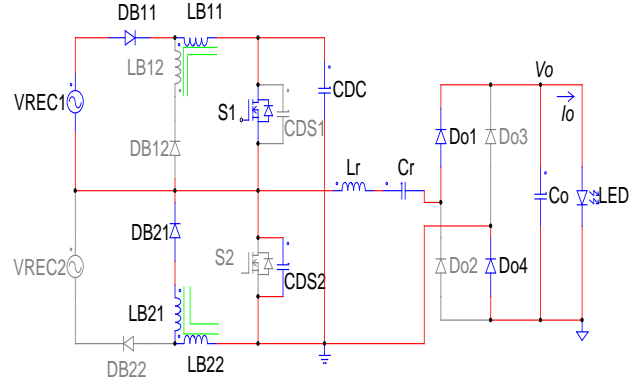 DB11
LB11
LB12
VREC1
S1
CDS1
CDC
Vo
Io
DB12
Lr
Cr
Do1
Do3
Co
LED
DB21
VREC2
S2
CDS2
Do2
Do4
LB21
DB22
LB22